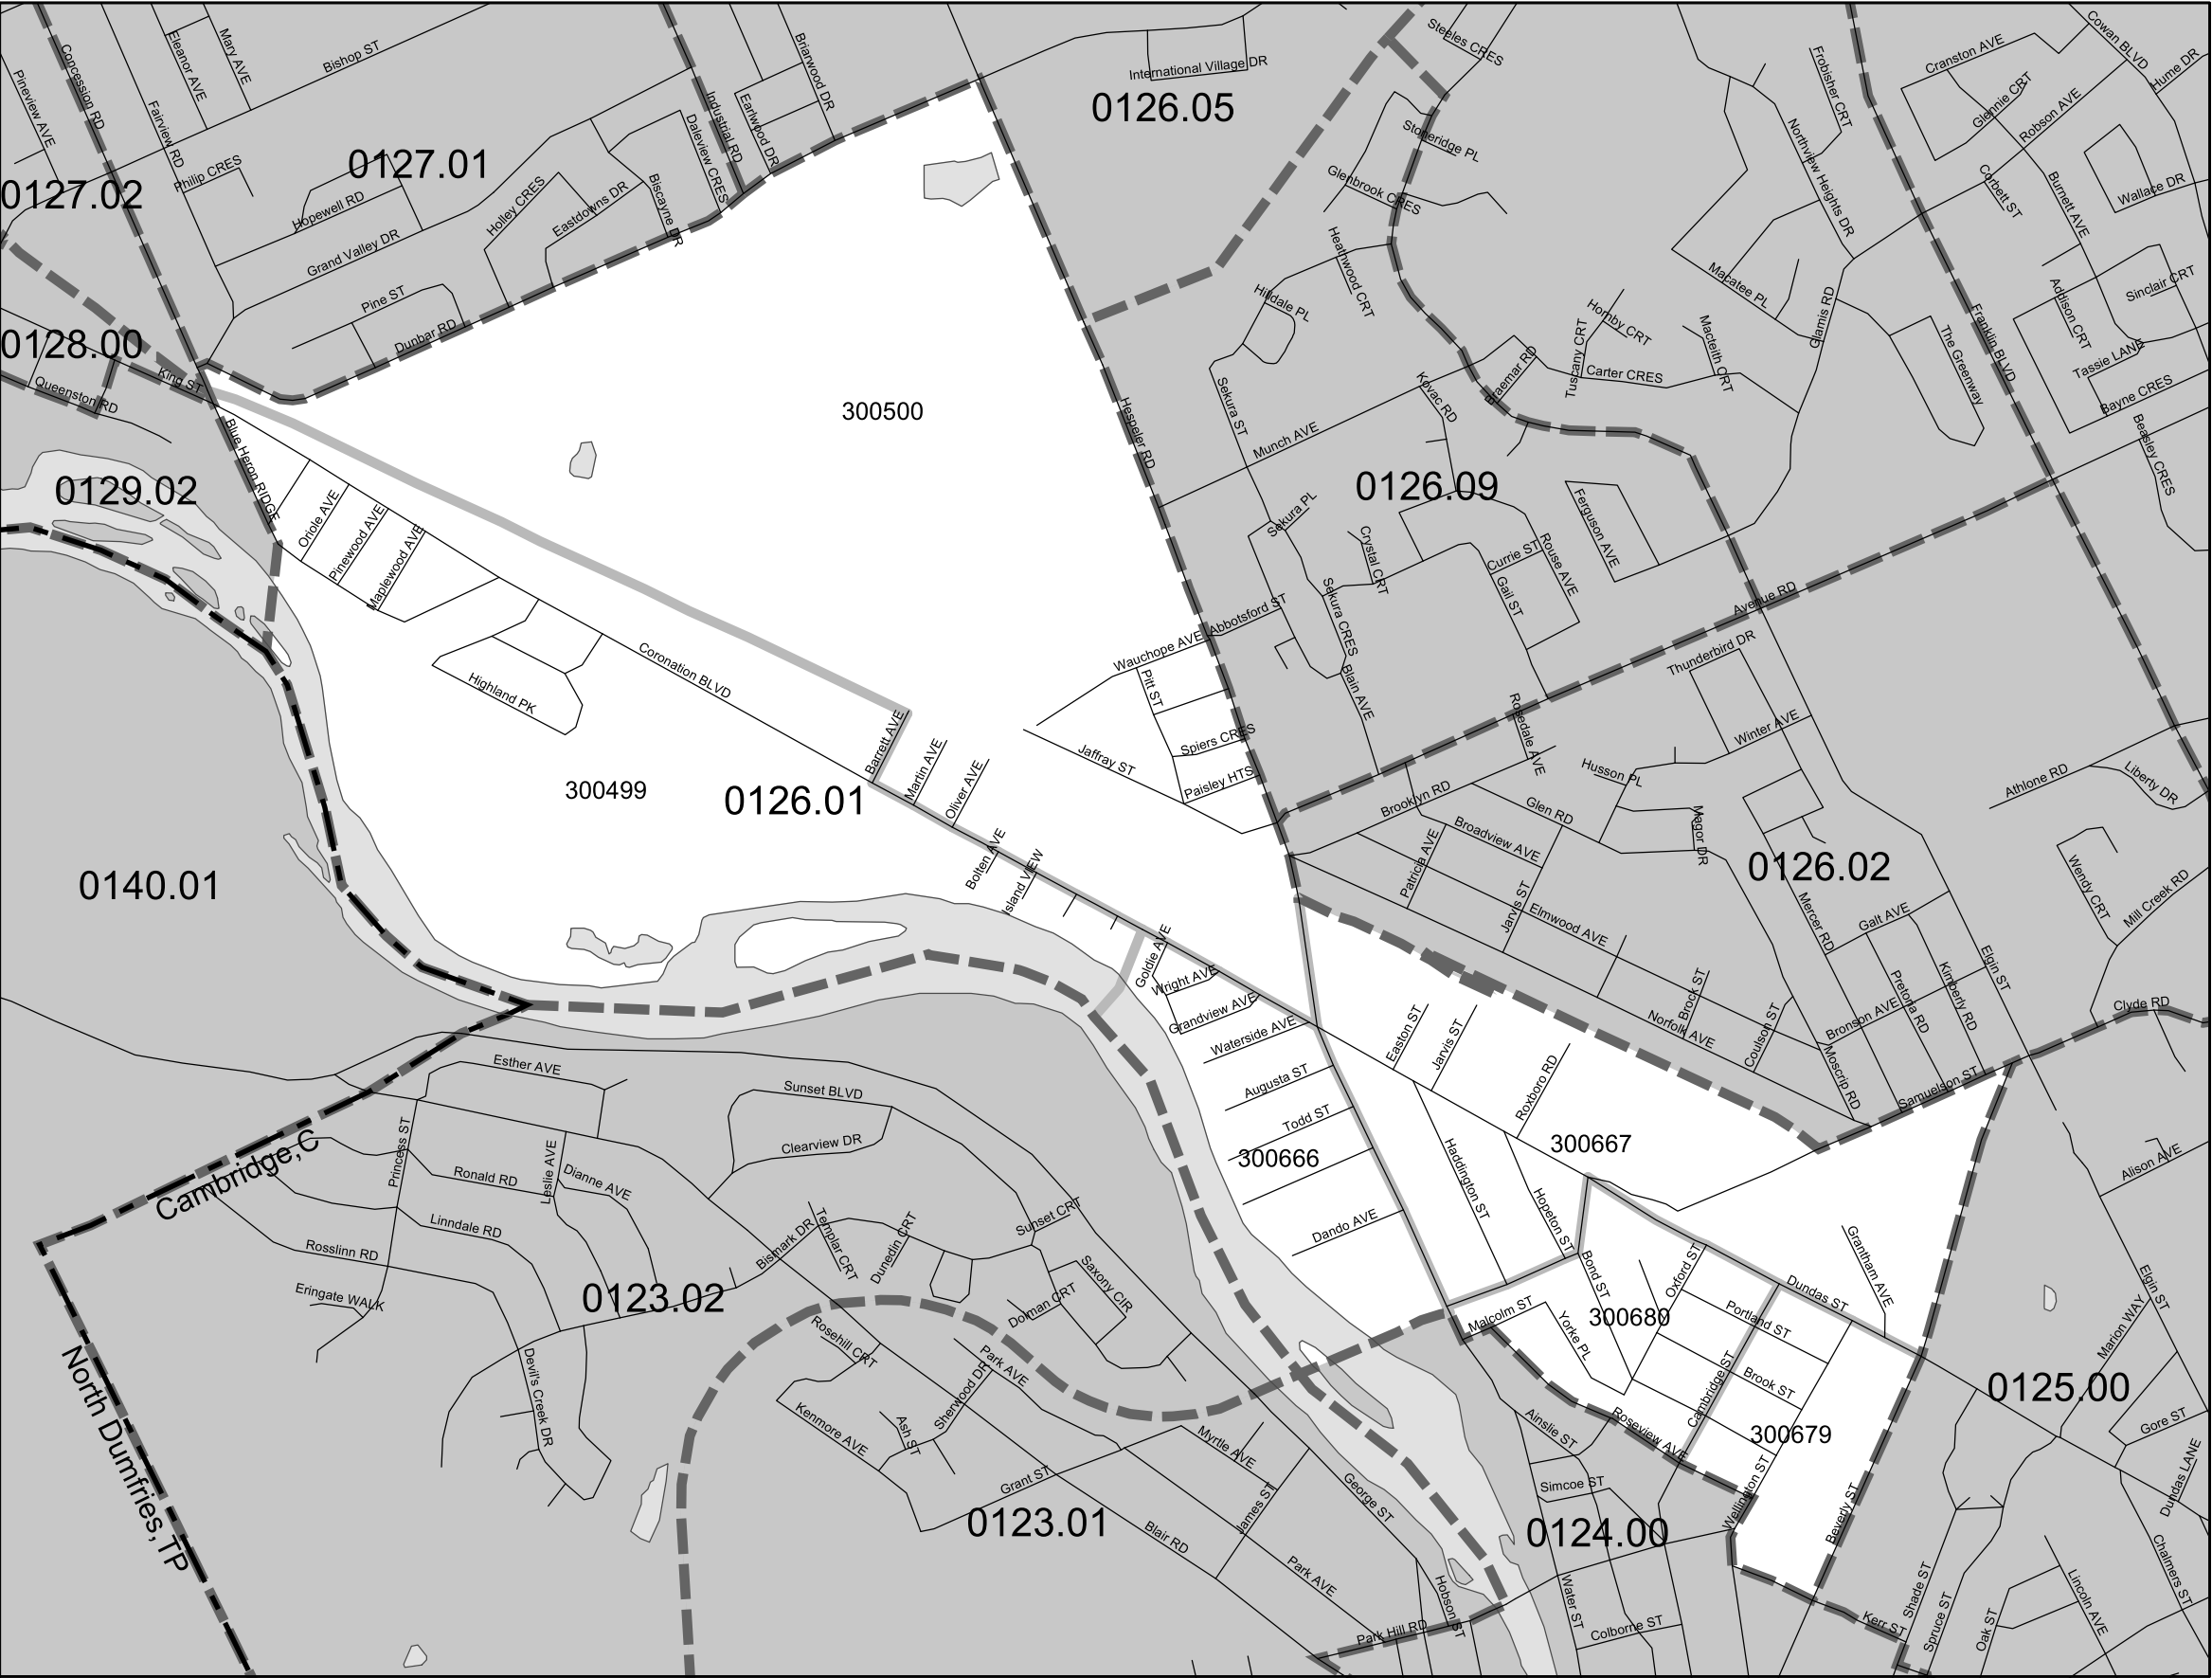 Concession RD
Eleanor AVE
Mary AVE
Bishop ST
Briarwood DR
International Village DR
Steeles CRES
Frobisher CRT
Cranston AVE
Cowan BLVD
Hume DR
Pineview AVE
Fairview RD
Industrial RD
Earlwood DR
Daleview CRES
0126.05
Stoneridge PL
Northview Heights DR
Glennie CRT
Robson AVE
0127.01
Philip CRES
0127.02
Hopewell RD
Holley CRES
Eastdowns DR
Biscayne DR
Glenbrook CRES
Corbett ST
Burnett AVE
Wallace DR
Grand Valley DR
Heathwood CRT
Macatee PL
Addison CRT
Sinclair CRT
Pine ST
Dunbar RD
Hilldale PL
Hornby CRT
Tuscany CRT
Macteith CRT
Glamis RD
The Greenway
Franklin BLVD
Tassie LANE
0128.00
King ST
Queenston RD
Carter CRES
Braemar RD
Kovac RD
Sekura ST
Bayne CRES
Beasley CRES
300500
Hespeler RD
Munch AVE
Blue Heron RIDGE
0129.02
0126.09
Oriole AVE
Pinewood AVE
Maplewood AVE
Sekura PL
Crystal CRT
Currie ST
Rouse AVE
Ferguson AVE
Gail ST
Sekura CRES
Avenue RD
Abbotsford ST
Wauchope AVE
Thunderbird DR
Coronation BLVD
Highland PK
Pitt ST
Blain AVE
Rosedale AVE
Winter AVE
Spiers CRES
Barrett AVE
Martin AVE
Oliver AVE
Jaffray ST
Paisley HTS
Husson PL
Athlone RD
Liberty DR
300499
0126.01
Brooklyn RD
Glen RD
Broadview AVE
Magor DR
Patricia AVE
0126.02
Bolten AVE
Island VIEW
0140.01
Jarvis ST
Elmwood AVE
Mercer RD
Galt AVE
Wendy CRT
Mill Creek RD
Goldie AVE
Wright AVE
Grandview AVE
Brock ST
Pretoria RD
Kimberly RD
Elgin ST
Norfolk AVE
Coulson ST
Bronson AVE
Clyde RD
Waterside AVE
Easton ST
Jarvis ST
Roxboro RD
Moscrip RD
Samuelson ST
Esther AVE
Sunset BLVD
Augusta ST
Todd ST
Clearview DR
Princess ST
Cambridge,C
Ronald RD
Leslie AVE
Dianne AVE
300666
300667
Haddington ST
Hopeton ST
Alison AVE
Linndale RD
Rosslinn RD
Bismark DR
Templar CRT
Dunedin CRT
Sunset CRT
Dando AVE
Grantham AVE
Eringate WALK
0123.02
Saxony CIR
Dolman CRT
Bond ST
Oxford ST
Dundas ST
Elgin ST
Marion WAY
Malcolm ST
300680
Portland ST
Yorke PL
Rosehill CRT
Park AVE
North Dumfries,TP
Devil's Creek DR
Sherwood DR
Cambridge ST
Brook ST
0125.00
Kenmore AVE
Ash ST
Myrtle AVE
Ainslie ST
Roseview AVE
300679
Gore ST
Grant ST
George ST
Simcoe ST
Wellington ST
Beverly ST
Dundas LANE
0123.01
James ST
0124.00
Blair RD
Park AVE
Hobson ST
Water ST
Shade ST
Spruce ST
Oak ST
Lincoln AVE
Chalmers ST
Park Hill RD
Colborne ST
Kerr ST